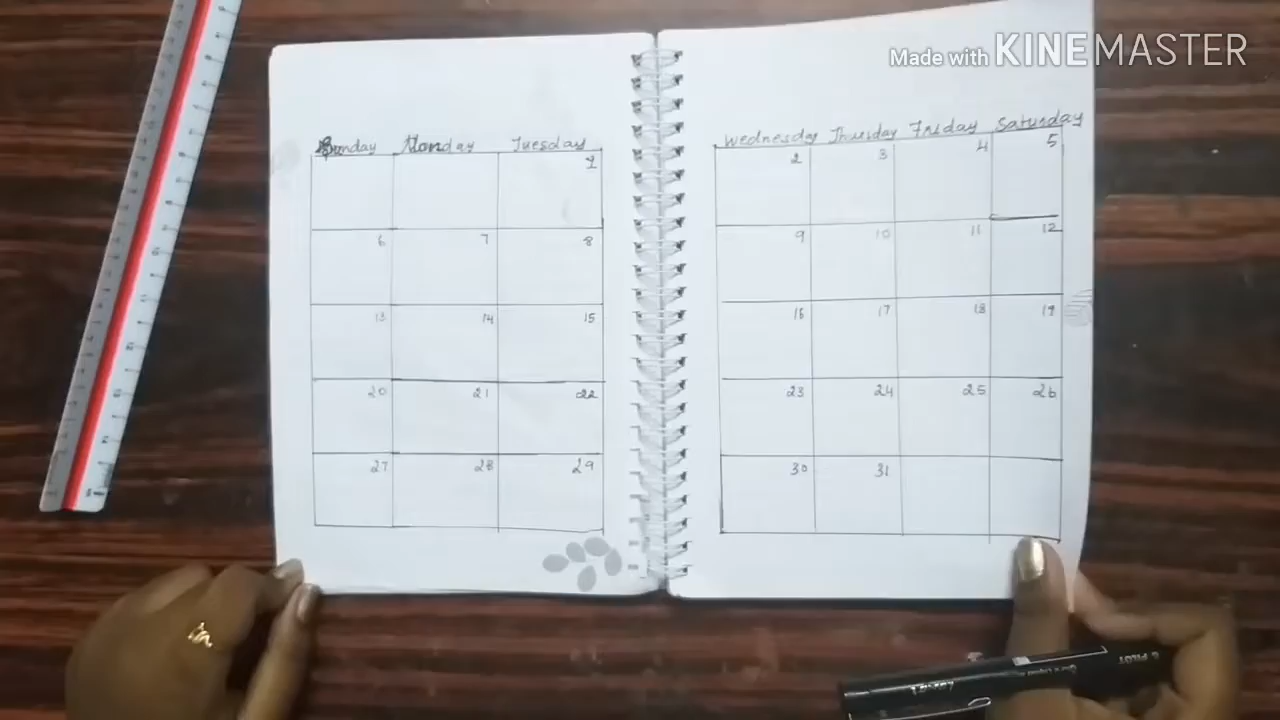 Made with KINEMASTER
Sunday Monday Tuesday Wednesday Thursday Friday Saturday
1 2 3 4 5
6 7 8 9 10 11 12
13 14 15 16 17 18 19
20 21 22 23 24 25 26
27 28 29 30 31
PILOT